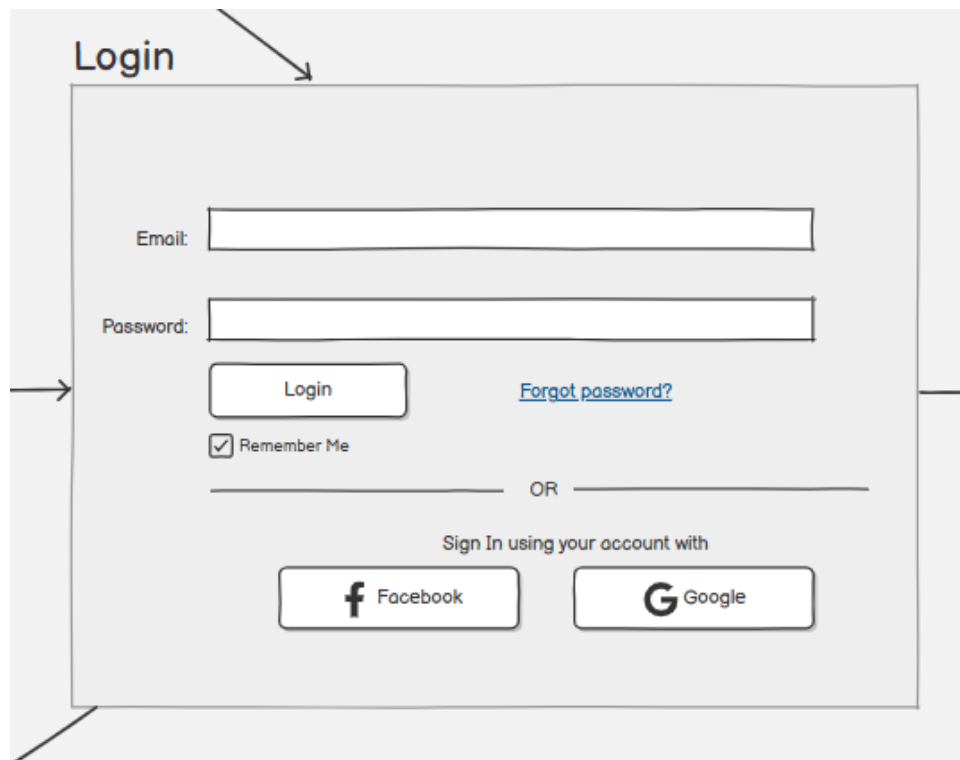 Login
Email:
Password:
Login
Forgot password?
Remember Me
OR
Sign In using your account with
Facebook
Google